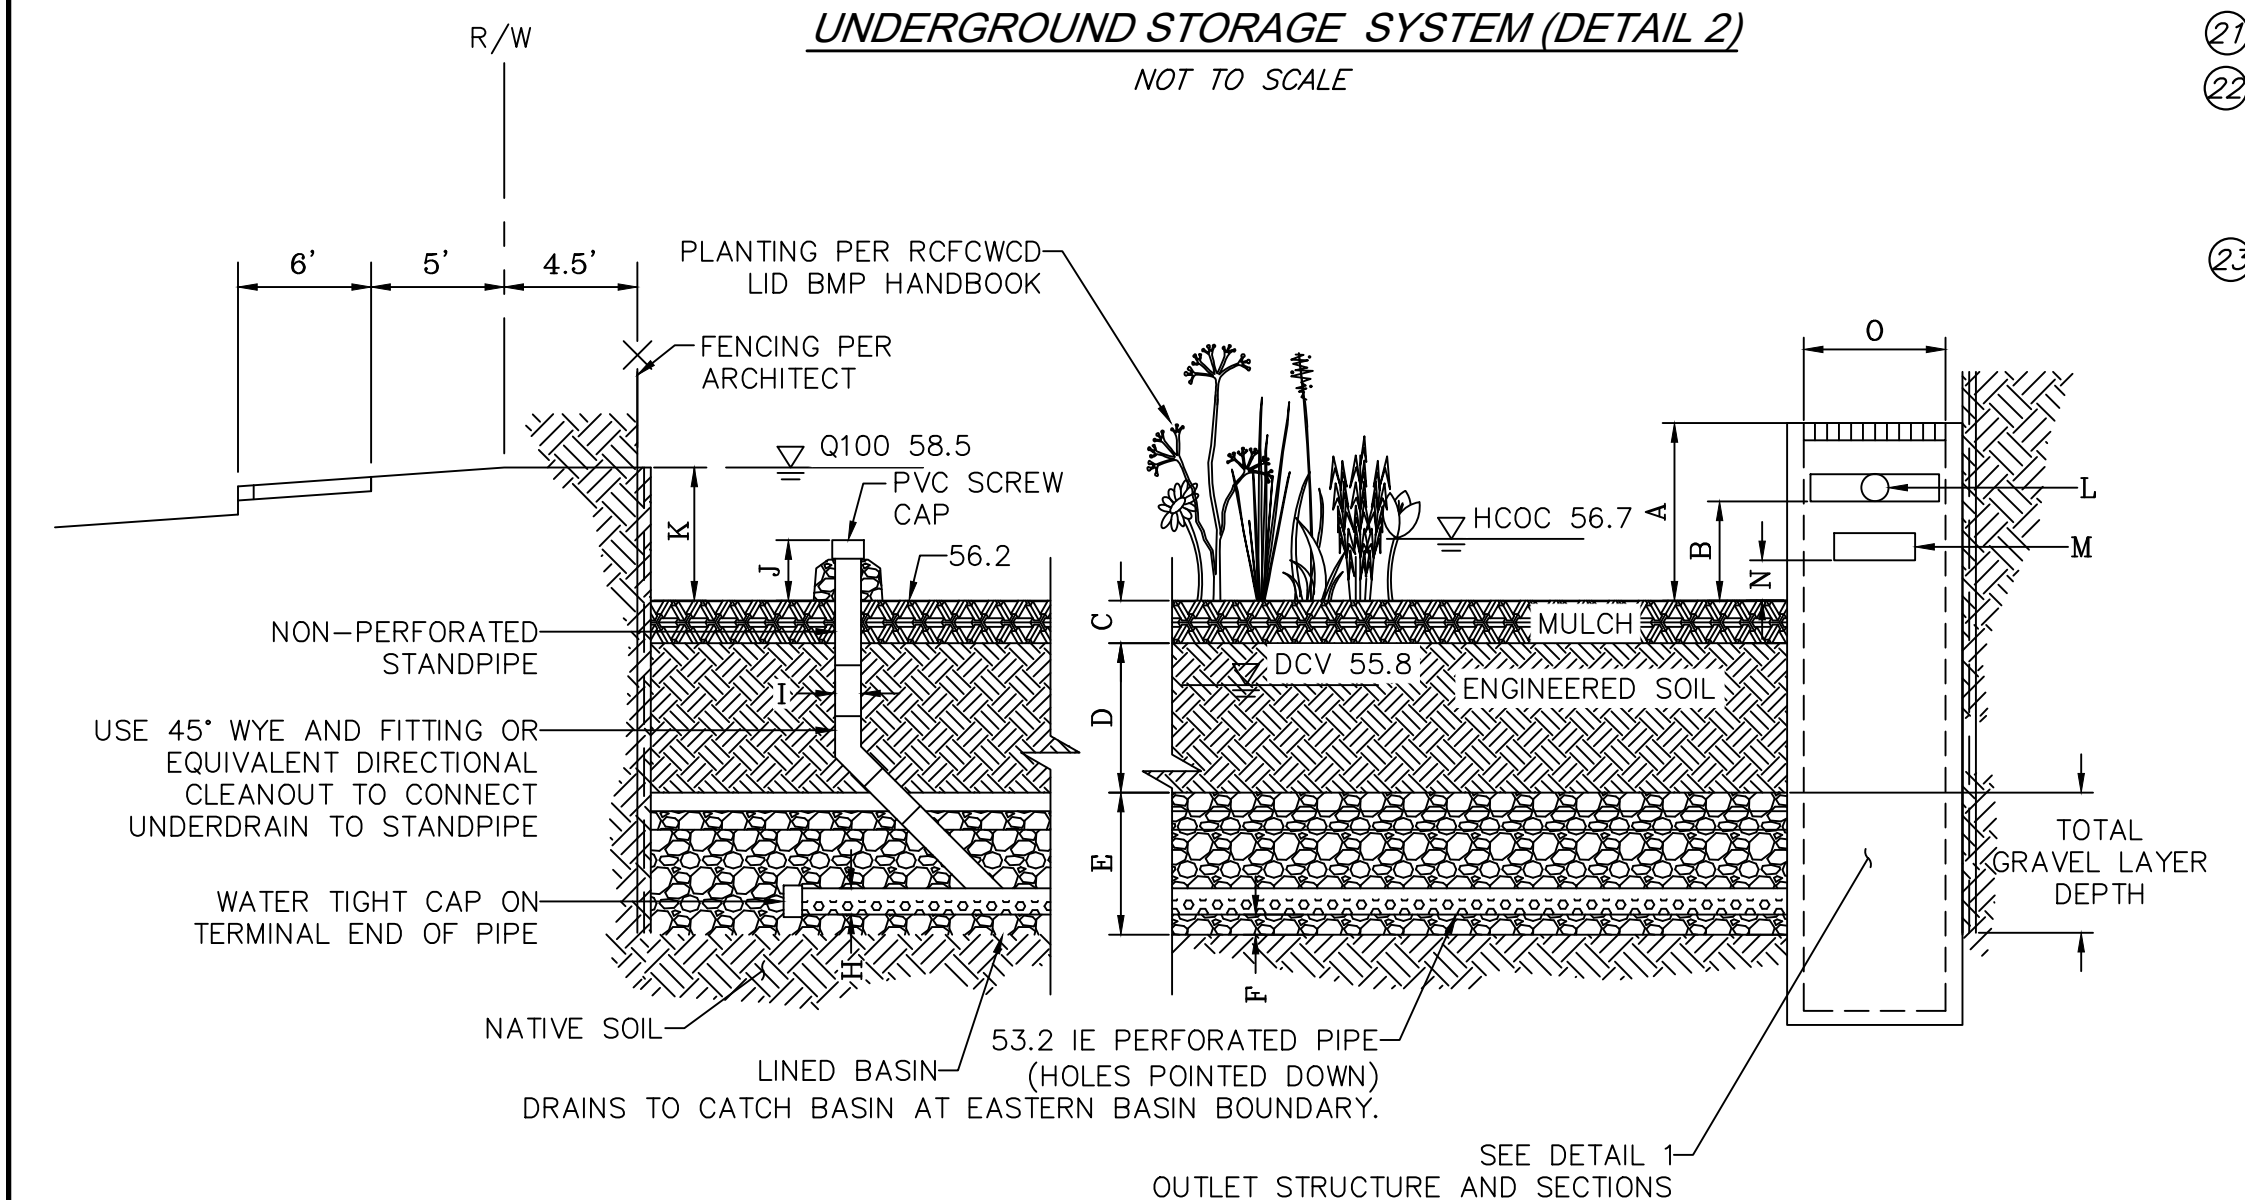 UNDERGROUND STORAGE SYSTEM (DETAIL 2)
NOT TO SCALE
21
22
23
R/W
6'
5'
4.5'
PLANTING PER RCFCWCD
LID BMP HANDBOOK
FENCING PER
ARCHITECT
O
Q100 58.5
PVC SCREW
CAP
HCOC 56.7
56.2
K
J
A
B
N
L
M
C
MULCH
NON-PERFORATED
STANDPIPE
DCV 55.8
ENGINEERED SOIL
I
D
USE 45° WYE AND FITTING OR
EQUIVALENT DIRECTIONAL
CLEANOUT TO CONNECT
UNDERDRAIN TO STANDPIPE
E
TOTAL
GRAVEL LAYER
DEPTH
WATER TIGHT CAP ON
TERMINAL END OF PIPE
H
F
NATIVE SOIL
53.2 IE PERFORATED PIPE
(HOLES POINTED DOWN)
LINED BASIN
DRAINS TO CATCH BASIN AT EASTERN BASIN BOUNDARY.
SEE DETAIL 1
OUTLET STRUCTURE AND SECTIONS